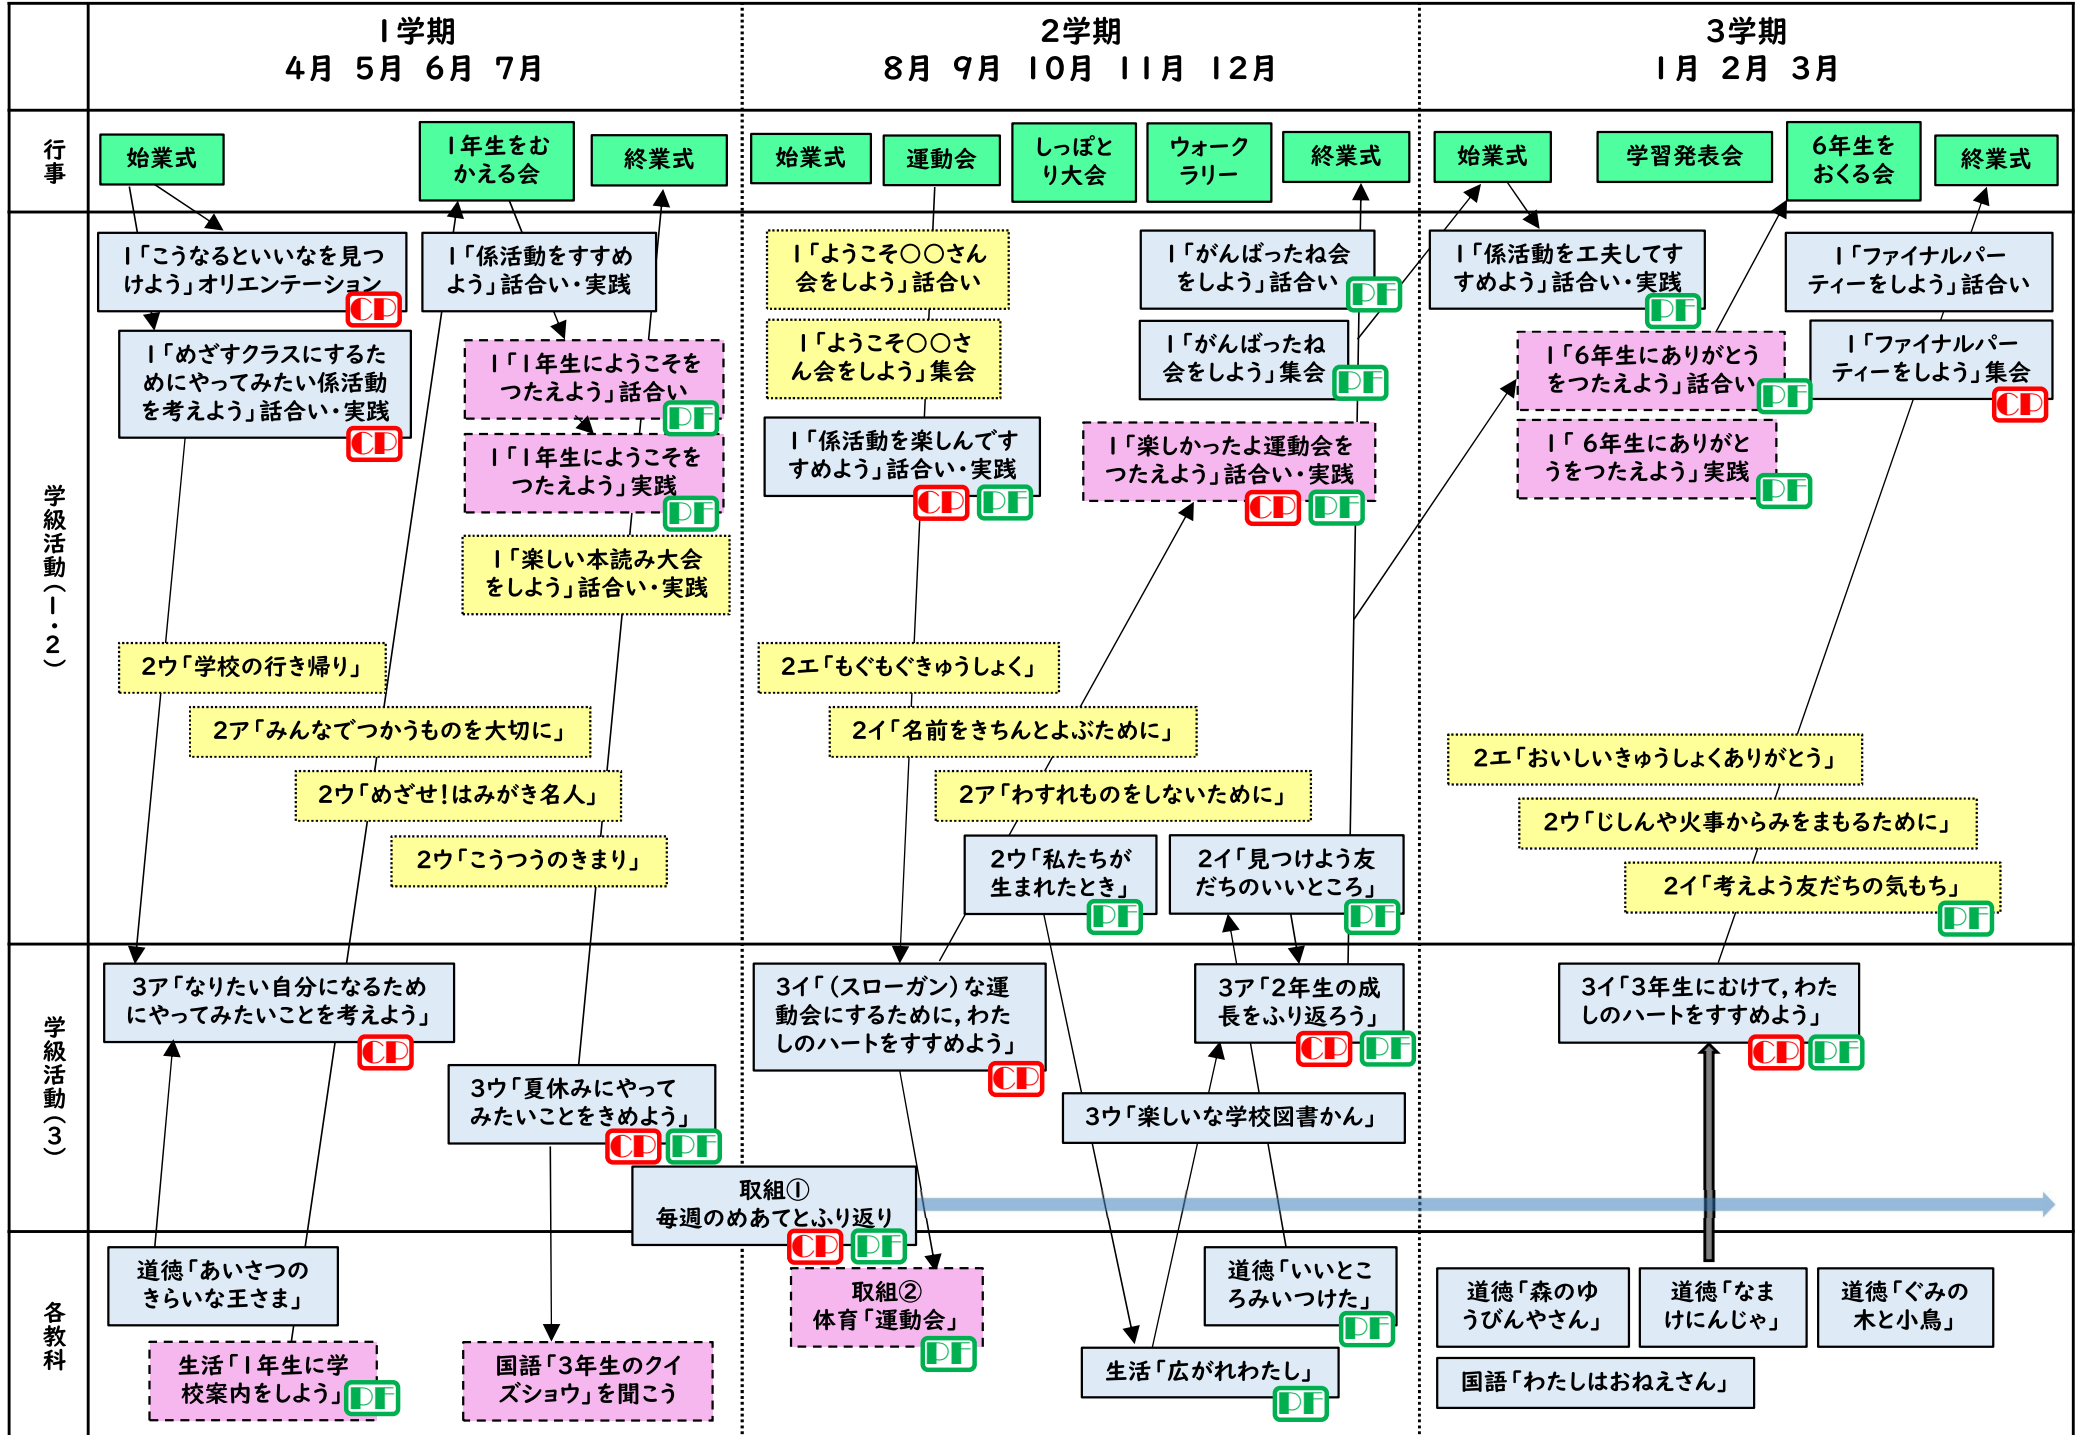 1学期
4月 5月 6月 7月
2学期
8月 9月 10月 11月 12月
3学期
1月 2月 3月
行事
始業式
1年生をむ
かえる会
終業式
始業式
運動会
しっぽと
り大会
ウォーク
ラリー
終業式
始業式
学習発表会
6年生を
おくる会
終業式
学級活動(1・2)
1「こうなるといいなを見つ
けよう」オリエンテーション
CP
1「めざすクラスにするた
めにやってみたい係活動
を考えよう」話合い・実践
CP
1「係活動をすすめ
よう」話合い・実践
1「1年生にようこそを
つたえよう」話合い
PF
1「1年生にようこそを
つたえよう」実践
PF
1「楽しい本読み大会
をしよう」話合い・実践
2ウ「学校の行き帰り」
2ア「みんなでつかうものを大切に」
2ウ「めざせ!はみがき名人」
2ウ「こうつうのきまり」
1「ようこそ○○さん
会をしよう」話合い
1「ようこそ○○さ
ん会をしよう」集会
1「係活動を楽しんです
すめよう」話合い・実践
CP PF
1「がんばったね会
をしよう」話合い
PF
1「がんばったね
会をしよう」集会
PF
1「楽しかったよ運動会を
つたえよう」話合い・実践
CP PF
2エ「もぐもぐきゅうしょく」
2イ「名前をきちんとよぶために」
2ア「わすれものをしないために」
2ウ「私たちが
生まれたとき」
PF
2イ「見つけよう友
だちのいいところ」
PF
1「係活動を工夫してす
すめよう」話合い・実践
PF
1「6年生にありがとう
をつたえよう」話合い
PF
1「 6年生にありがと
うをつたえよう」実践
PF
1「ファイナルパー
ティーをしよう」話合い
1「ファイナルパー
ティーをしよう」集会
CP
2エ「おいしいきゅうしょくありがとう」
2ウ「じしんや火事からみをまもるために」
2イ「考えよう友だちの気もち」
PF
学級活動(3)
3ア「なりたい自分になるため
にやってみたいことを考えよう」
CP
3ウ「夏休みにやって
みたいことをきめよう」
CP PF
取組①
毎週のめあてとふり返り
CP PF
3イ「(スローガン)な運
動会にするために,わた
しのハートをすすめよう」
CP
3ア「2年生の成
長をふり返ろう」
CP PF
3ウ「楽しいな学校図書かん」
3イ「3年生にむけて,わた
しのハートをすすめよう」
CP PF
各教科
道徳「あいさつの
きらいな王さま」
生活「1年生に学
校案内をしよう」
PF
国語「3年生のクイ
ズショウ」を聞こう
取組②
体育「運動会」
PF
道徳「いいとこ
ろみいつけた」
PF
生活「広がれわたし」
PF
道徳「森のゆ
うびんやさん」
道徳「なま
けにんじゃ」
道徳「ぐみの
木と小鳥」
国語「わたしはおねえさん」